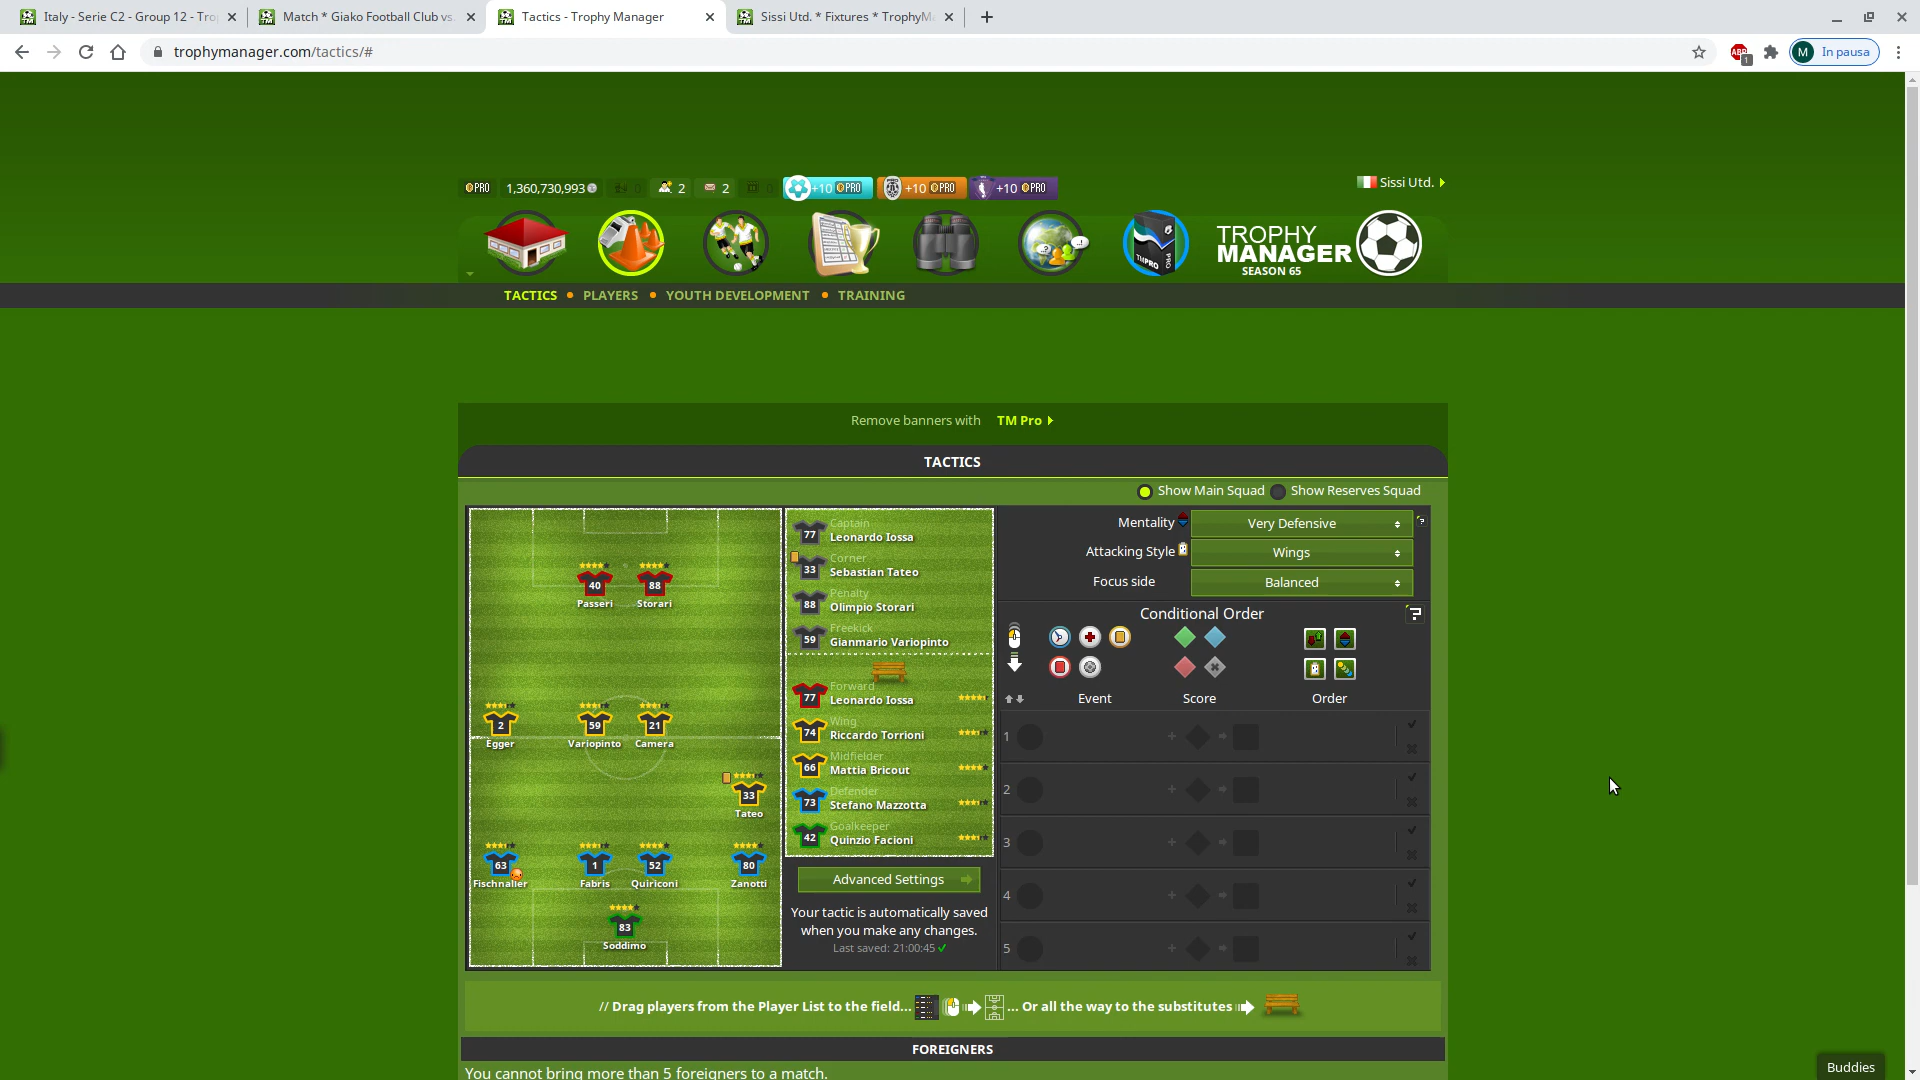 Italy - Serie C2 - Group 12 - Tro
Match * Giako Football Club vs.
Tactics - Trophy Manager
Sissi Utd. * Fixtures * TrophyM
trophymanager.com/tactics/#
ABP
1
M
In pausa
PRO
1,360,730,993
0
2
2
0
+10 PRO
+10 PRO
+10 PRO
Sissi Utd.
TMPRO
PRO
TROPHY
MANAGER
SEASON 65
TACTICS
PLAYERS
YOUTH DEVELOPMENT
TRAINING
Remove banners with TM Pro
TACTICS
Show Main Squad
Show Reserves Squad
40
Passeri
88
Storari
2
Egger
59
Variopinto
21
Camera
33
Tateo
63
Fischnaller
1
Fabris
52
Quiriconi
80
Zanotti
83
Soddimo
77
Captain
Leonardo Iossa
33
Corner
Sebastian Tateo
88
Penalty
Olimpio Storari
59
Freekick
Gianmario Variopinto
77
Forward
Leonardo Iossa
74
Wing
Riccardo Torrioni
66
Midfielder
Mattia Bricout
73
Defender
Stefano Mazzotta
42
Goalkeeper
Quinzio Facioni
Advanced Settings
Your tactic is automatically saved
when you make any changes.
Last saved: 21:00:45
Mentality
Very Defensive
Attacking Style
Wings
Focus side
Balanced
Conditional Order
Event
Score
Order
1
2
3
4
5
// Drag players from the Player List to the field...
... Or all the way to the substitutes
FOREIGNERS
You cannot bring more than 5 foreigners to a match.
Buddies